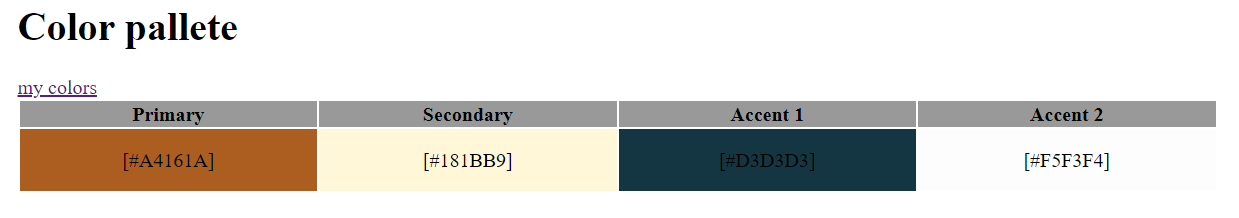 Color pallete
my colors
Primary Secondary Accent 1 Accent 2
[#A4161A] [#181BB9] [#D3D3D3] [#F5F3F4]